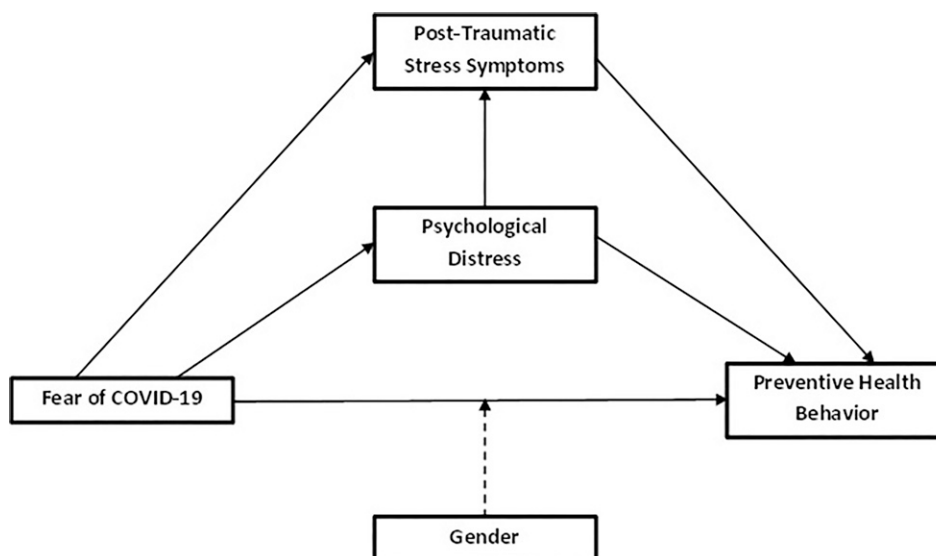 Post-Traumatic
Stress Symptoms
Psychological
Distress
Fear of COVID-19
Preventive Health
Behavior
Gender